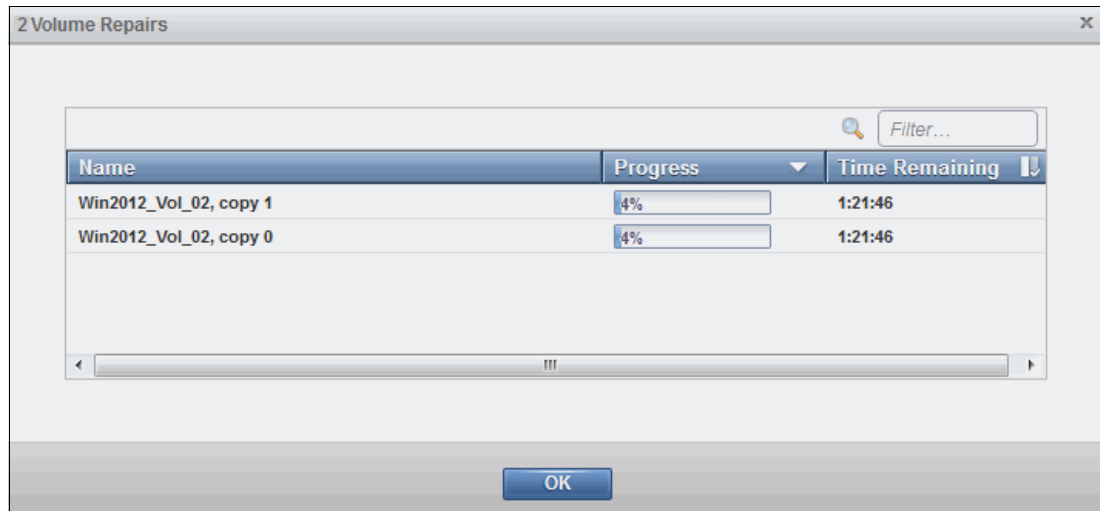 2 Volume Repairs x
Filter...
Name Progress Time Remaining
Win2012_Vol_02, copy 1 4% 1:21:46
Win2012_Vol_02, copy 0 4% 1:21:46
OK